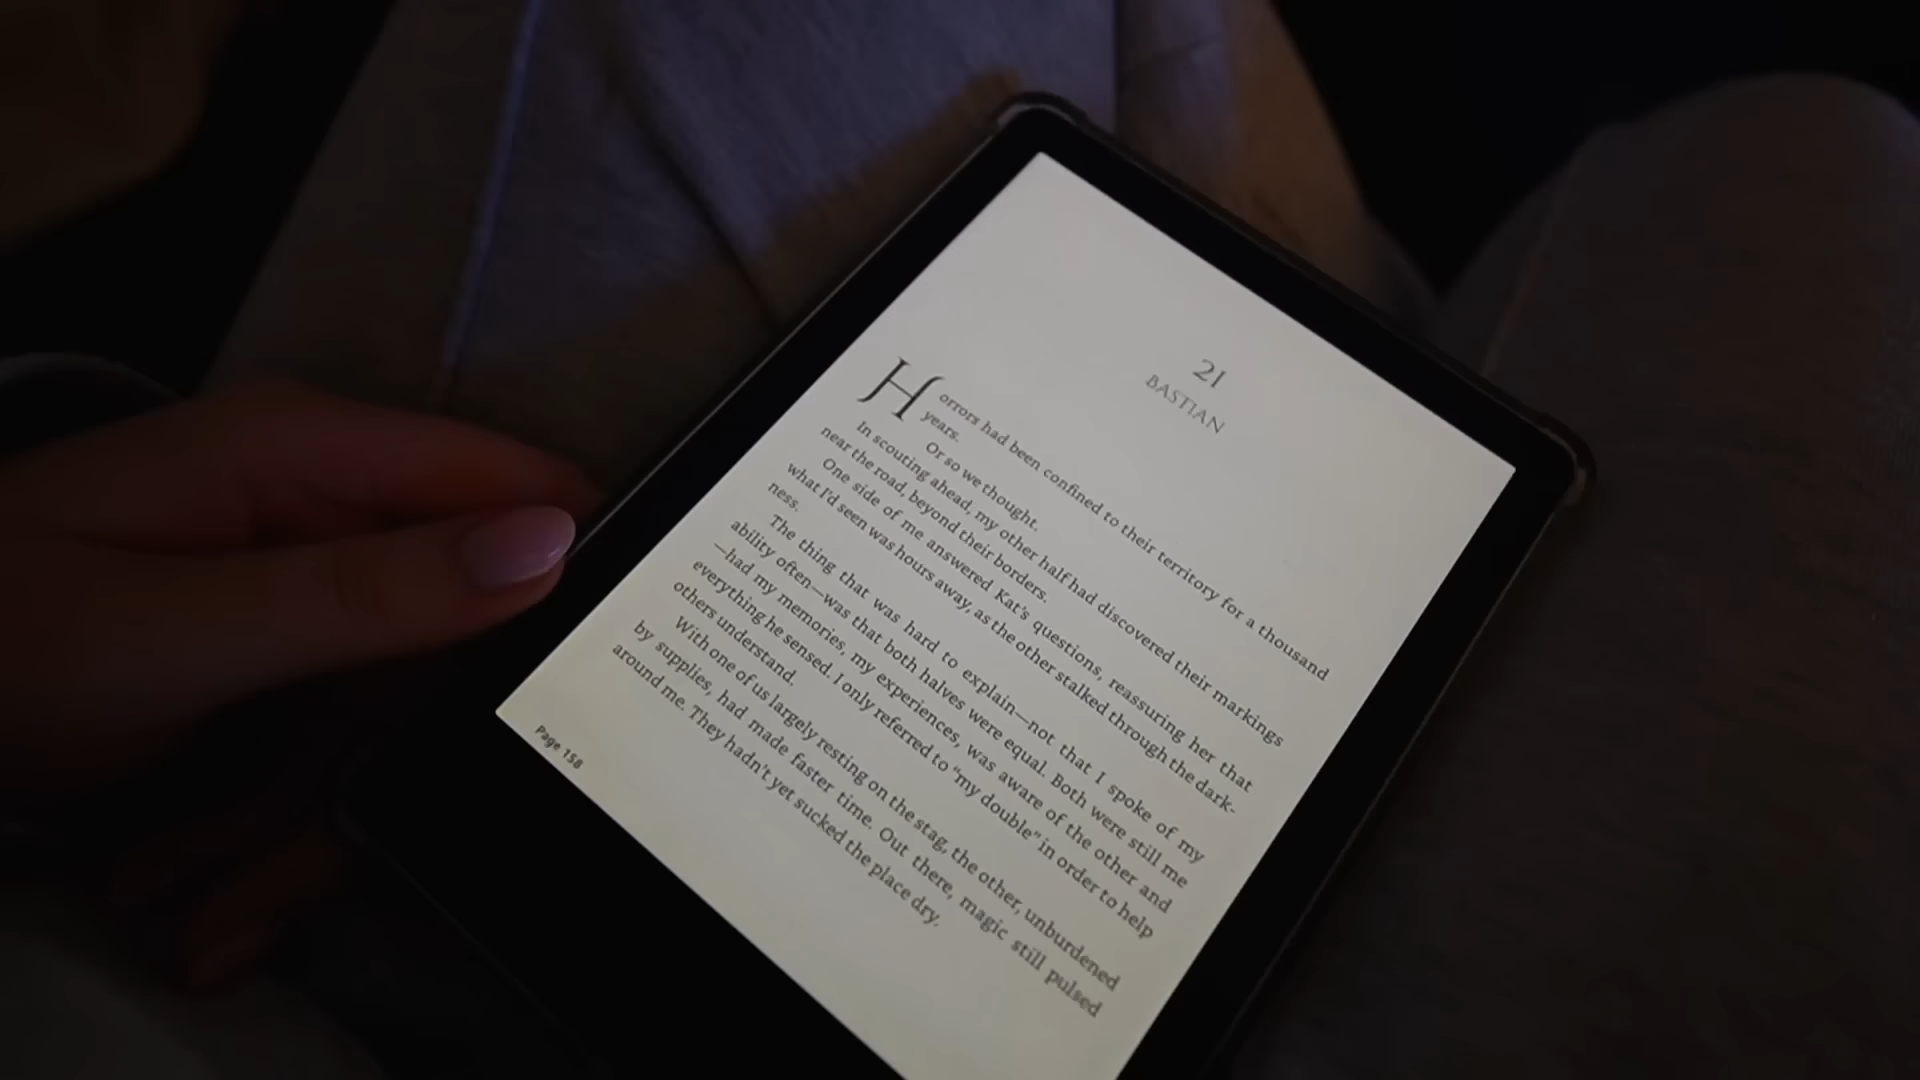 21
BASTIAN
Horrors had been confined to their territory for a thousand
years.
Or so we thought.
In scouting ahead, my other half had discovered their markings
near the road, beyond their borders.
One side of me answered Kat's questions, reassuring her that
what I'd seen was hours away, as the other stalked through the dark-
ness.
The thing that was hard to explain—not that I spoke of my
ability often—was that both halves were equal. Both were still me
—had my memories, my experiences, was aware of the other and
everything he sensed. I only referred to "my double" in order to help
others understand.
With one of us largely resting on the stag, the other, unburdened
by supplies, had made faster time. Out there, magic still pulsed
around me. They hadn't yet sucked the place dry.
Page 158